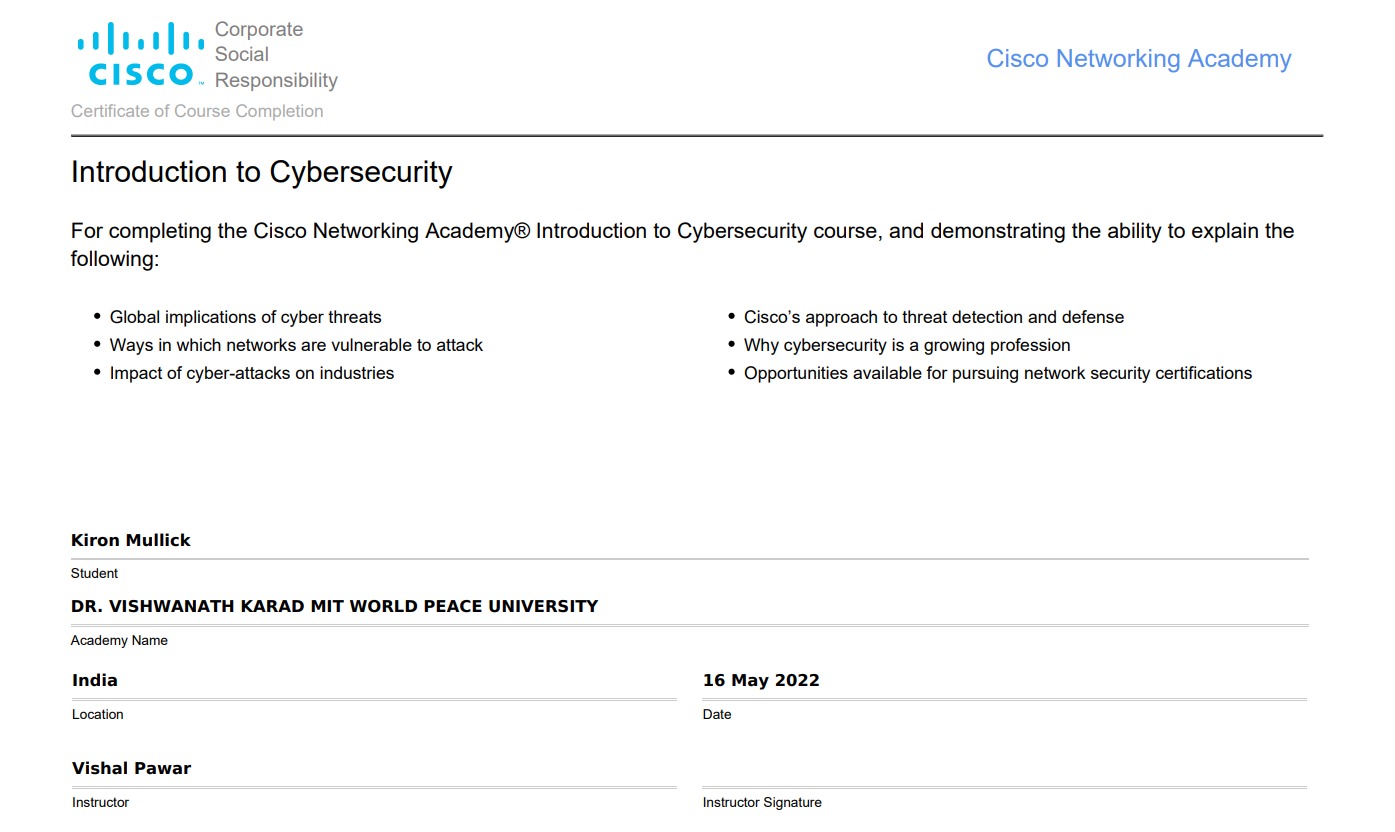 Corporate
Social
Responsibility
CISCO™
Cisco Networking Academy
Certificate of Course Completion
Introduction to Cybersecurity
For completing the Cisco Networking Academy® Introduction to Cybersecurity course, and demonstrating the ability to explain the
following:
• Global implications of cyber threats
• Ways in which networks are vulnerable to attack
• Impact of cyber-attacks on industries
• Cisco’s approach to threat detection and defense
• Why cybersecurity is a growing profession
• Opportunities available for pursuing network security certifications
Kiron Mullick
Student
DR. VISHWANATH KARAD MIT WORLD PEACE UNIVERSITY
Academy Name
India
Location
16 May 2022
Date
Vishal Pawar
Instructor
Instructor Signature